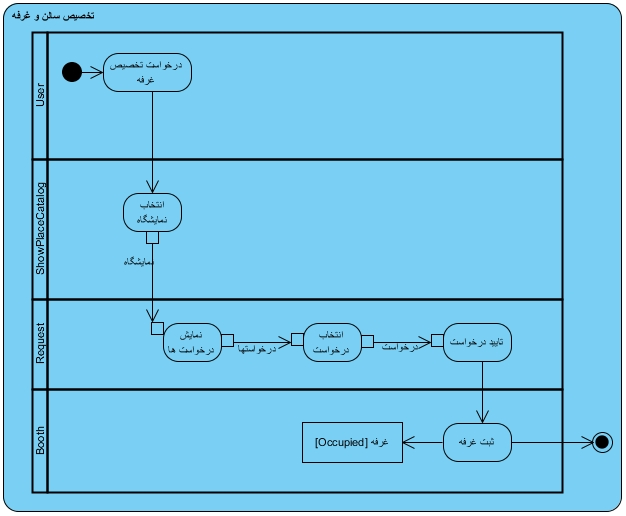 تخصیص سالن و غرفه
User
درخواست تخصیص
غرفه
ShowPlaceCatalog
انتخاب
نمایشگاه
نمایشگاه
Request
نمایش
درخواست ها
درخواستها
انتخاب
درخواست
درخواست
تایید درخواست
Booth
غرفه [Occupied]
ثبت غرفه